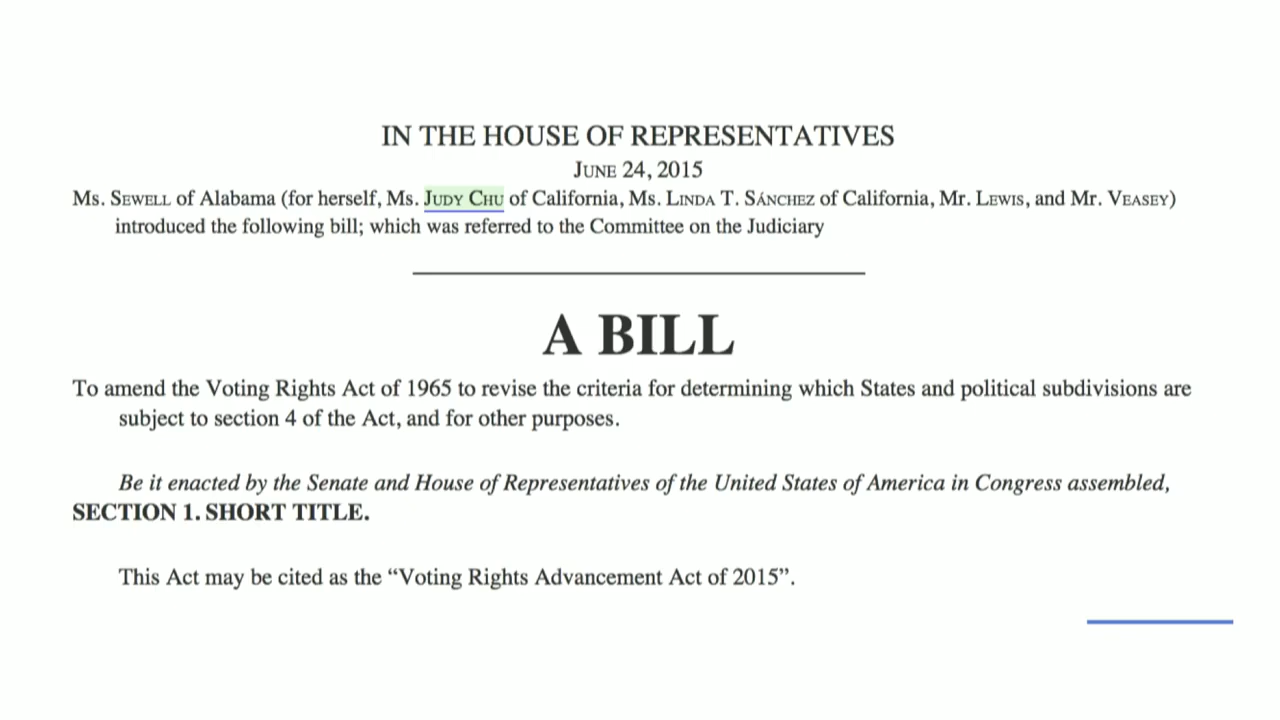 IN THE HOUSE OF REPRESENTATIVES
JUNE 24, 2015
Ms. SEWELL of Alabama (for herself, Ms. JUDY CHU of California, Ms. LINDA T. SÁNCHEZ of California, Mr. LEWIS, and Mr. VEASEY)
introduced the following bill; which was referred to the Committee on the Judiciary
A BILL
To amend the Voting Rights Act of 1965 to revise the criteria for determining which States and political subdivisions are
subject to section 4 of the Act, and for other purposes.
Be it enacted by the Senate and House of Representatives of the United States of America in Congress assembled,
SECTION 1. SHORT TITLE.
This Act may be cited as the “Voting Rights Advancement Act of 2015”.